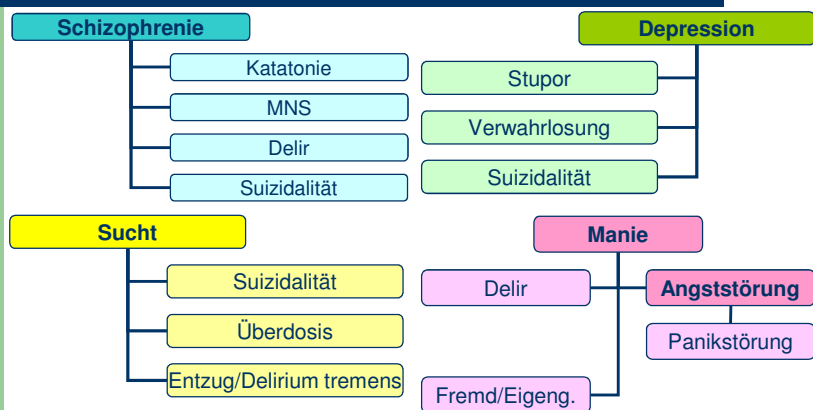 Schizophrenie
Katatonie
MNS
Delir
Suizidalität
Depression
Stupor
Verwahrlosung
Suizidalität
Sucht
Suizidalität
Überdosis
Entzug/Delirium tremens
Manie
Delir
Angststörung
Panikstörung
Fremd/Eigeng.